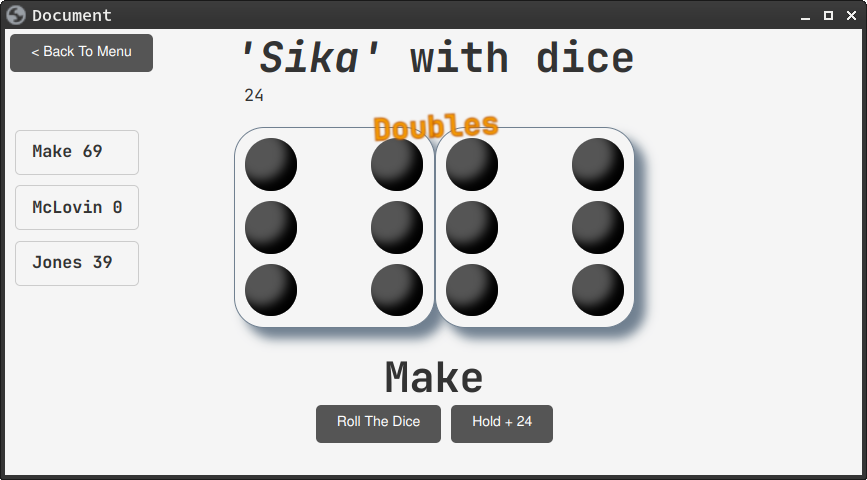 Document
< Back To Menu
'Sika' with dice
24
Doubles
Make 69
McLovin 0
Jones 39
Make
Roll The Dice
Hold + 24